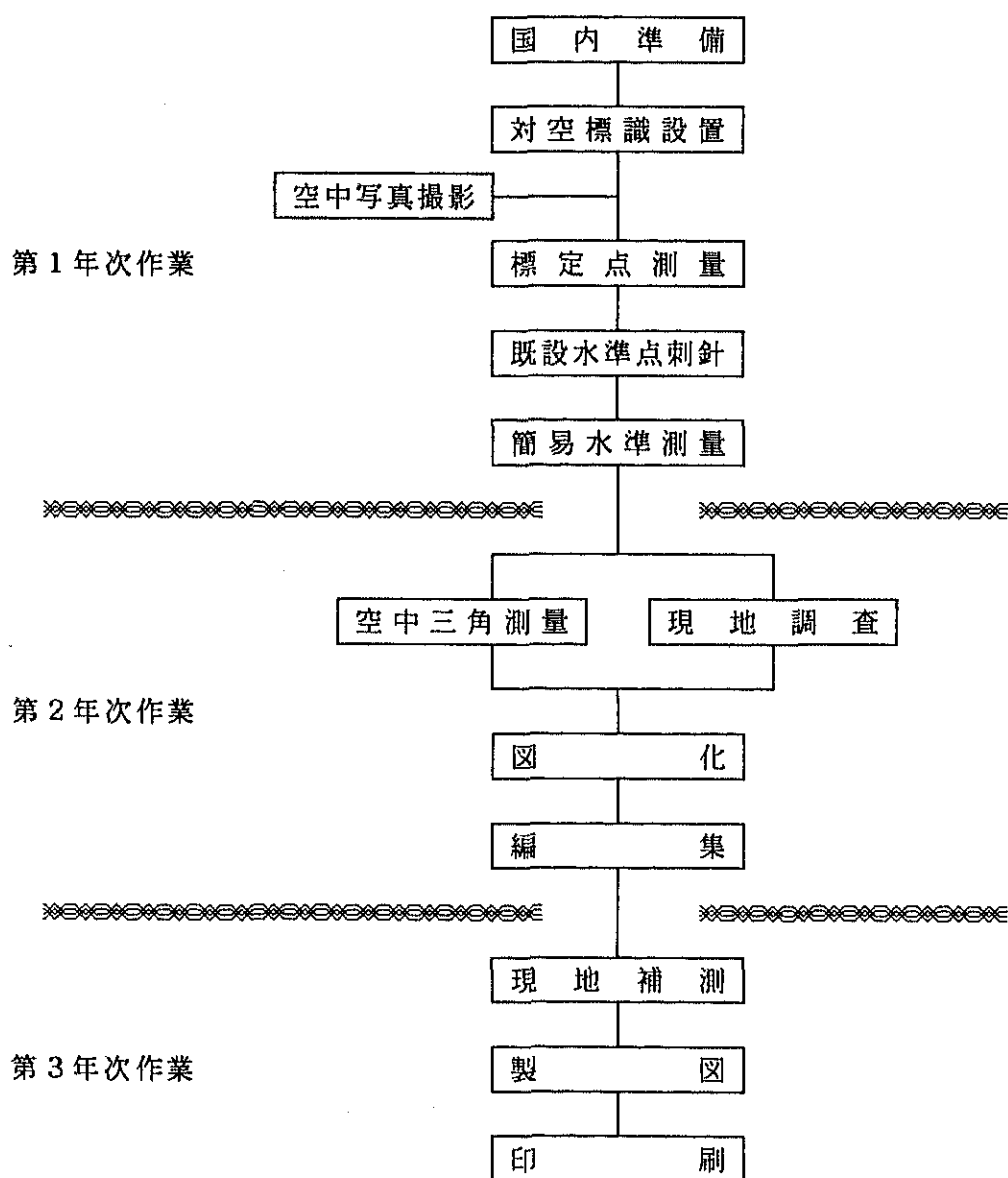 国内準備
対空標識設置
空中写真撮影
第1年次作業
標定点測量
既設水準点刺針
簡易水準測量
空中三角測量
現地調査
第2年次作業
図化
編集
現地補測
第3年次作業
製図
印刷